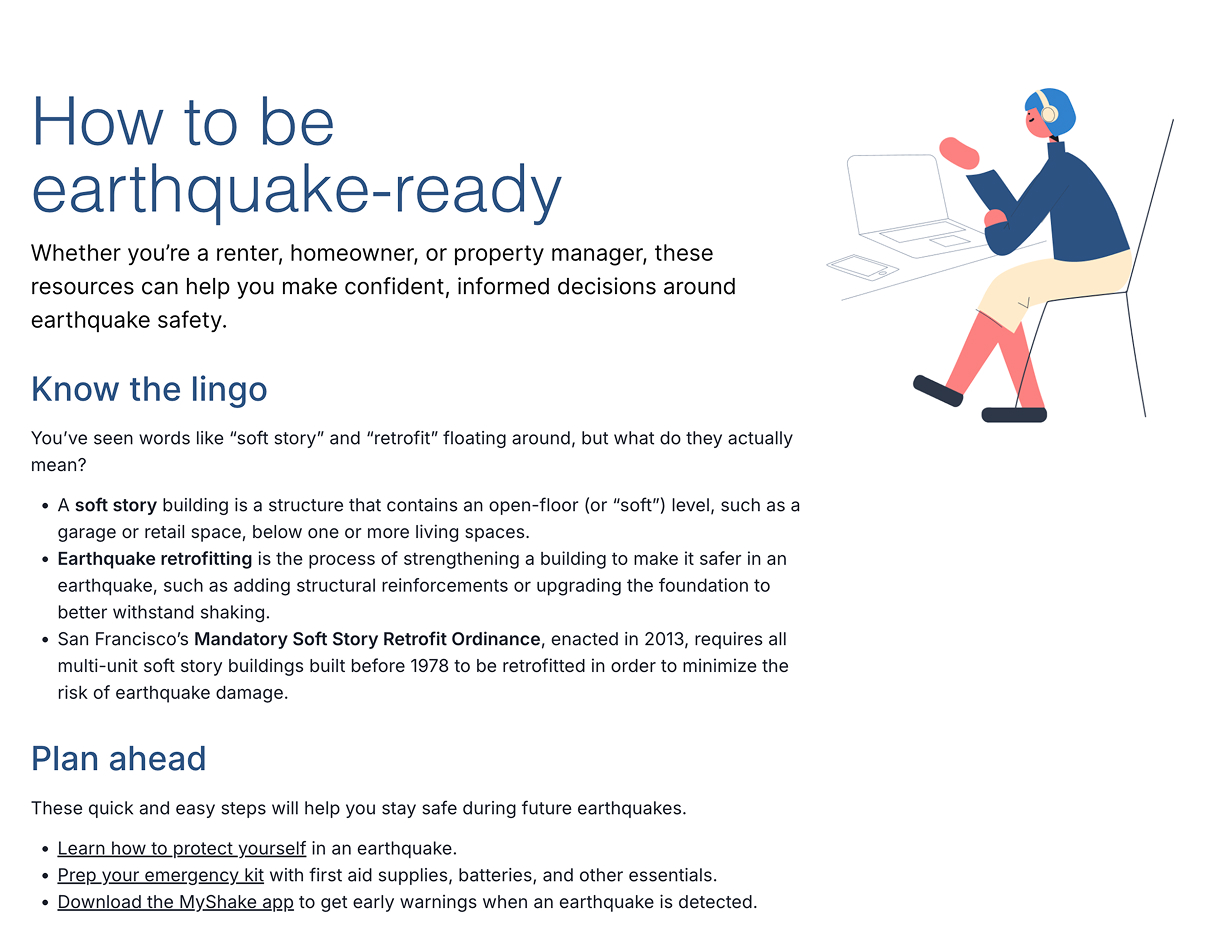 How to be
earthquake-ready
Whether you’re a renter, homeowner, or property manager, these
resources can help you make confident, informed decisions around
earthquake safety.
Know the lingo
You’ve seen words like “soft story” and “retrofit” floating around, but what do they actually
mean?
• A soft story building is a structure that contains an open-floor (or “soft”) level, such as a
garage or retail space, below one or more living spaces.
• Earthquake retrofitting is the process of strengthening a building to make it safer in an
earthquake, such as adding structural reinforcements or upgrading the foundation to
better withstand shaking.
• San Francisco’s Mandatory Soft Story Retrofit Ordinance, enacted in 2013, requires all
multi-unit soft story buildings built before 1978 to be retrofitted in order to minimize the
risk of earthquake damage.
Plan ahead
These quick and easy steps will help you stay safe during future earthquakes.
• Learn how to protect yourself in an earthquake.
• Prep your emergency kit with first aid supplies, batteries, and other essentials.
• Download the MyShake app to get early warnings when an earthquake is detected.